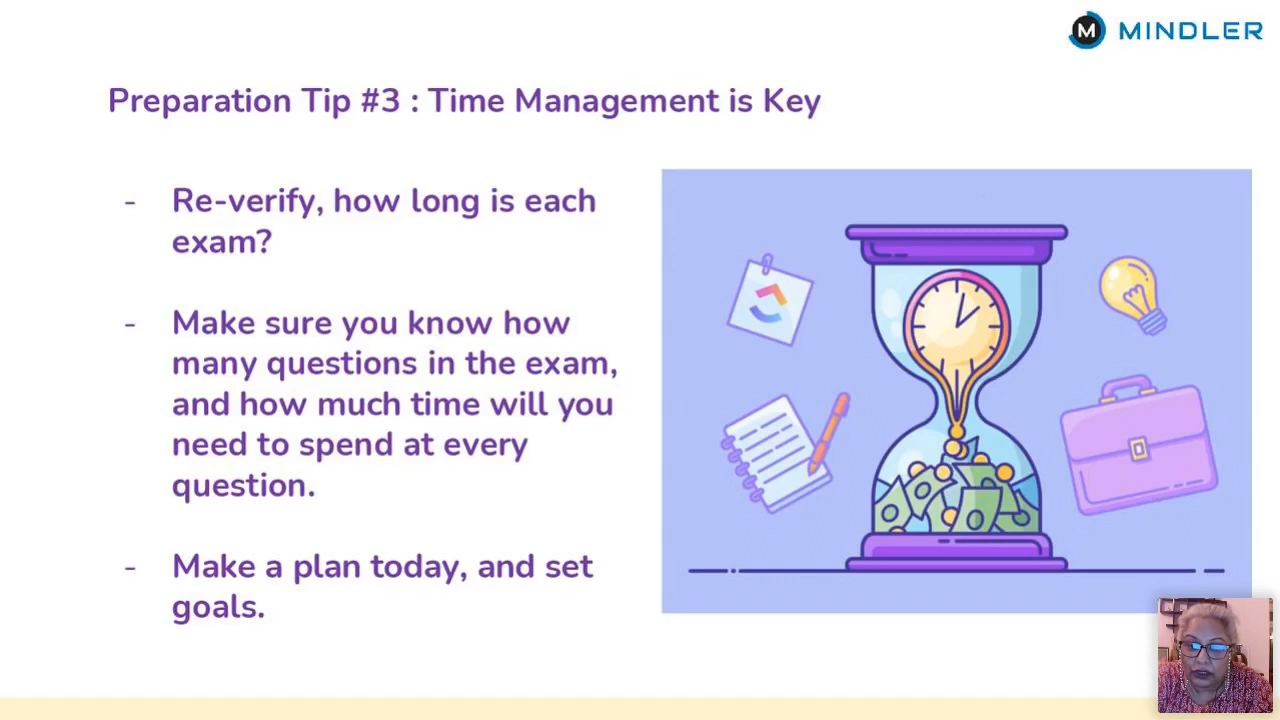 M MINDLER
Preparation Tip #3 : Time Management is Key
- Re-verify, how long is each
exam?
- Make sure you know how
many questions in the exam,
and how much time will you
need to spend at every
question.
- Make a plan today, and set
goals.